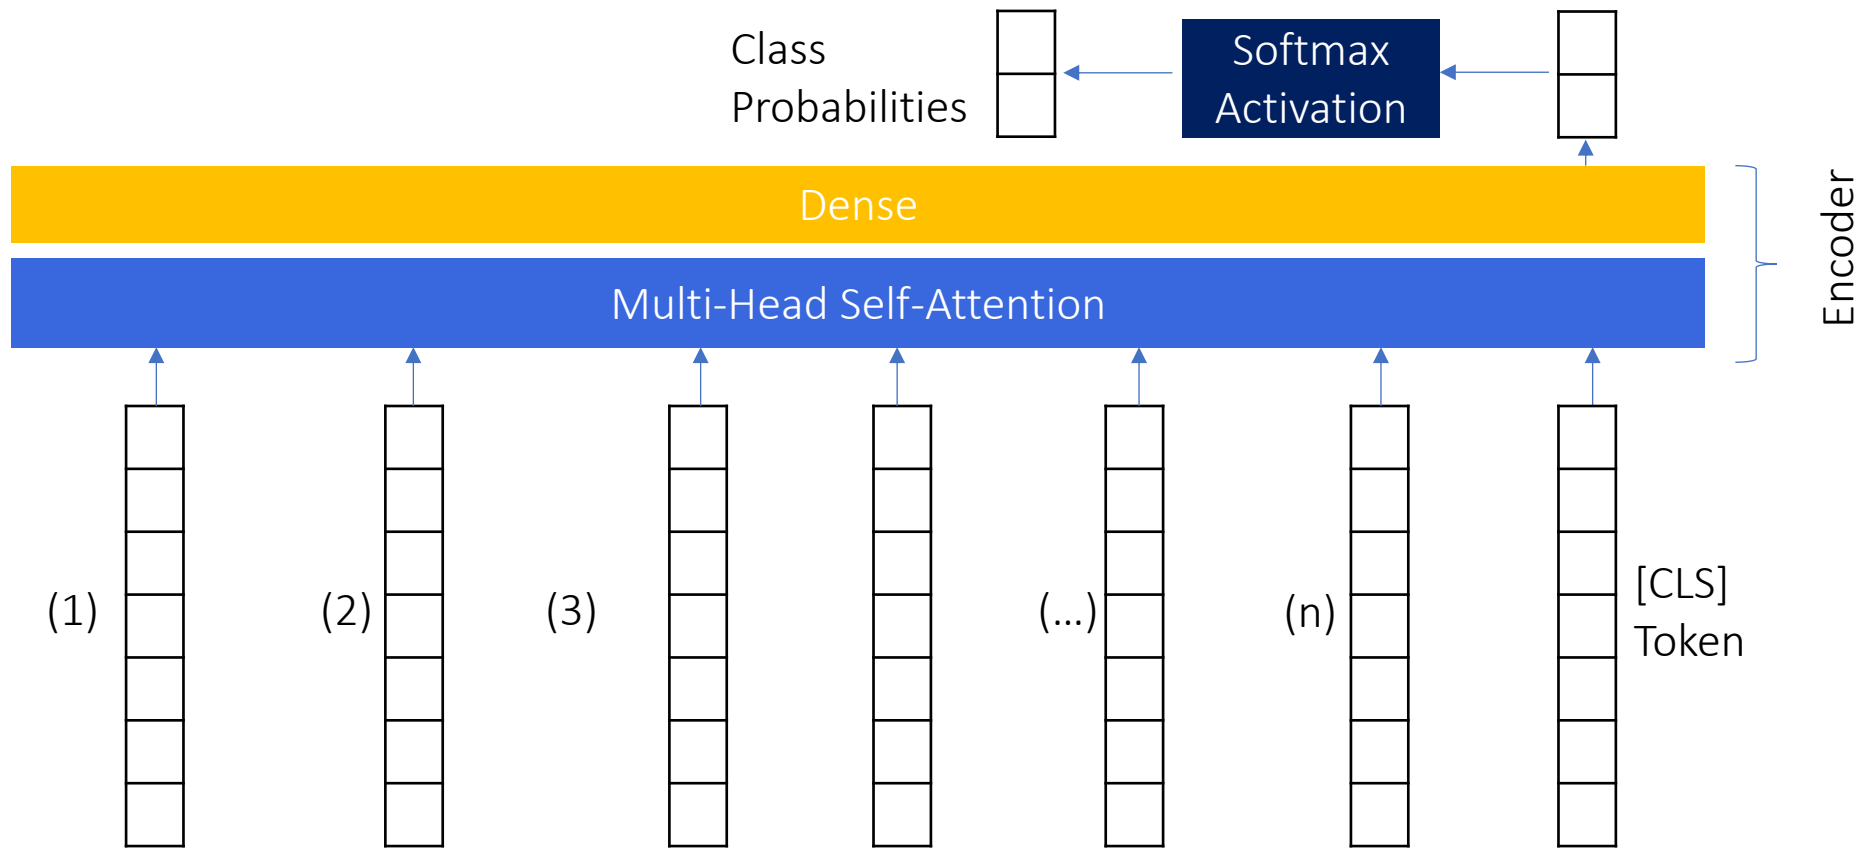 Class
Probabilities
Softmax
Activation
Dense
Encoder
Multi-Head Self-Attention
(1)
(2)
(3)
(...)
(n)
[CLS]
Token